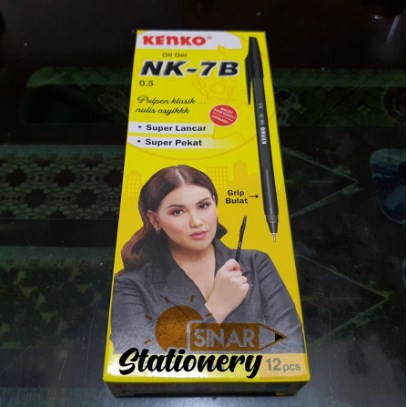 KENKO®
Oil Gel
NK-7B
0.5
Pulpen klasik ...
nulis asyikkk
• Super Lancar
• Super Pekat
KENKO
Grip
Bulat
SINAR
Stationery
12pcs